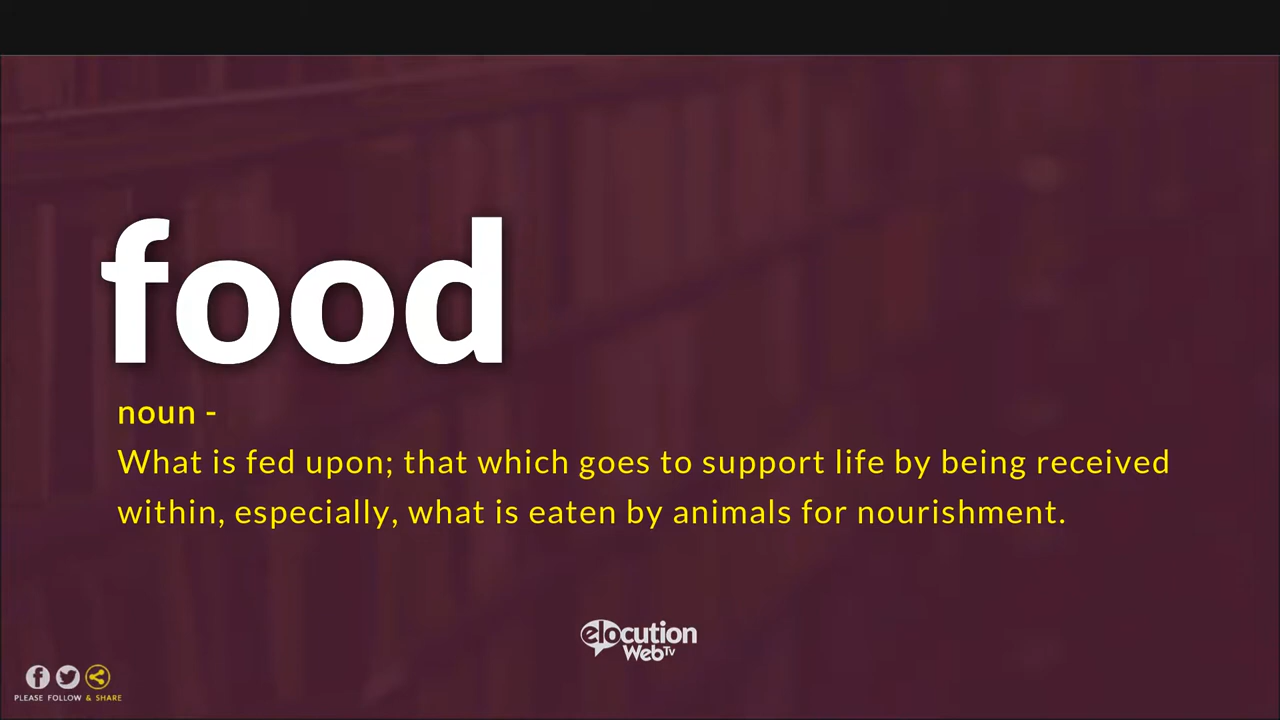 food
noun -
What is fed upon; that which goes to support life by being received
within, especially, what is eaten by animals for nourishment.
elocution
WebTv
PLEASE FOLLOW & SHARE